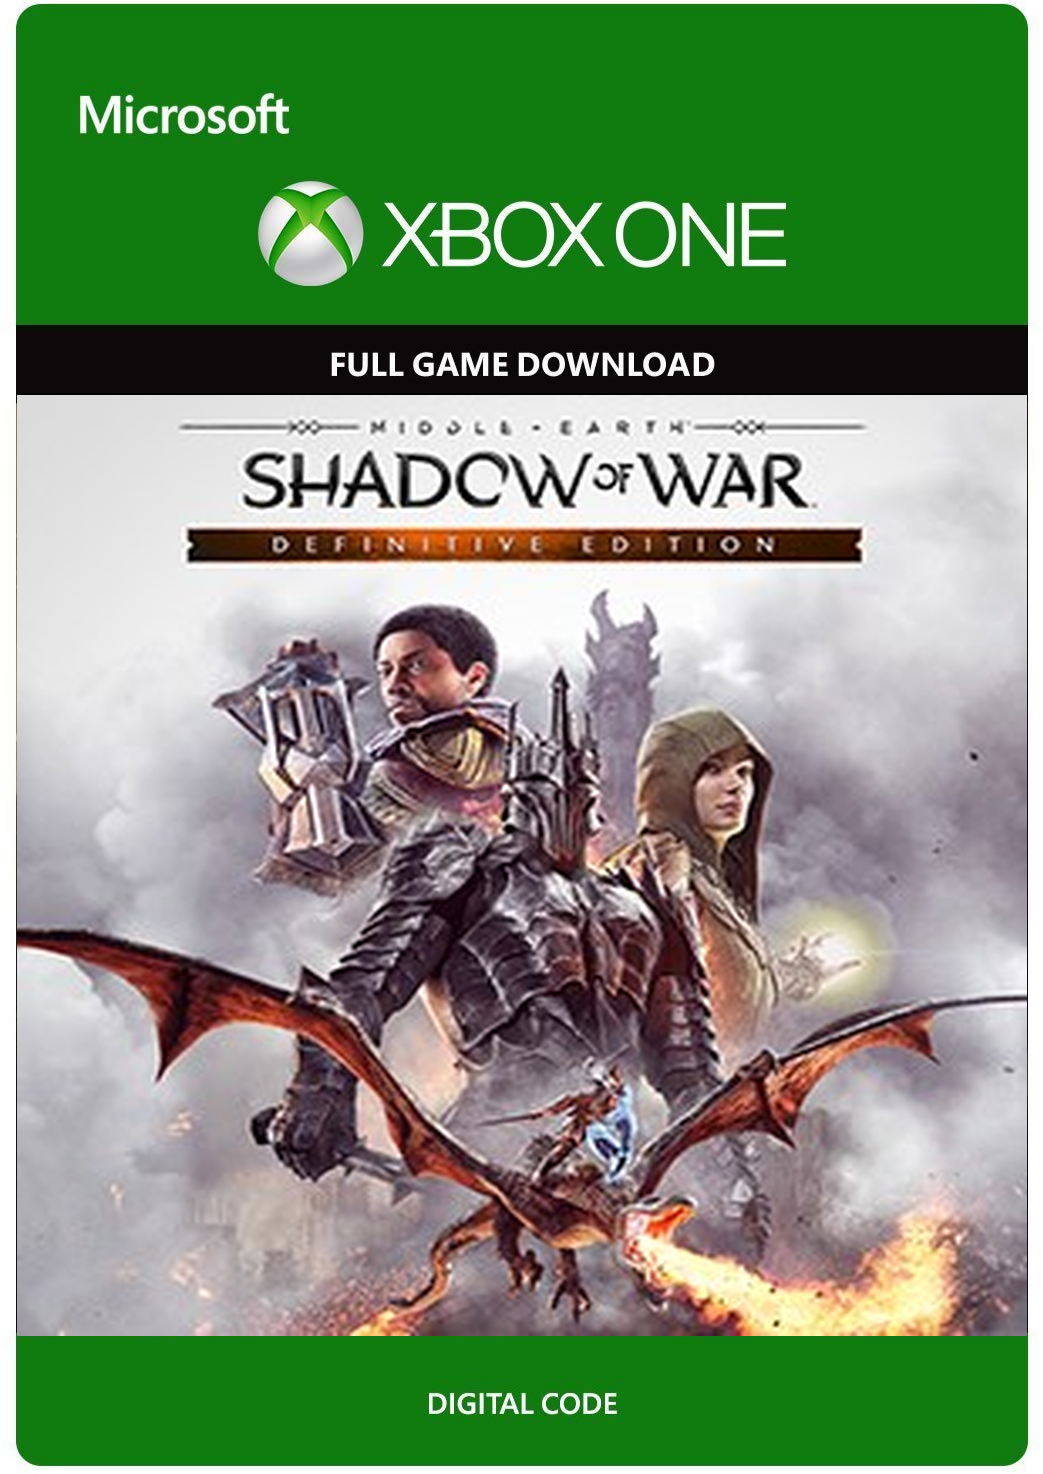 Microsoft
XBOX ONE
FULL GAME DOWNLOAD
MIDDLE-EARTH
SHADOW OF WAR
DEFINITIVE EDITION
DIGITAL CODE